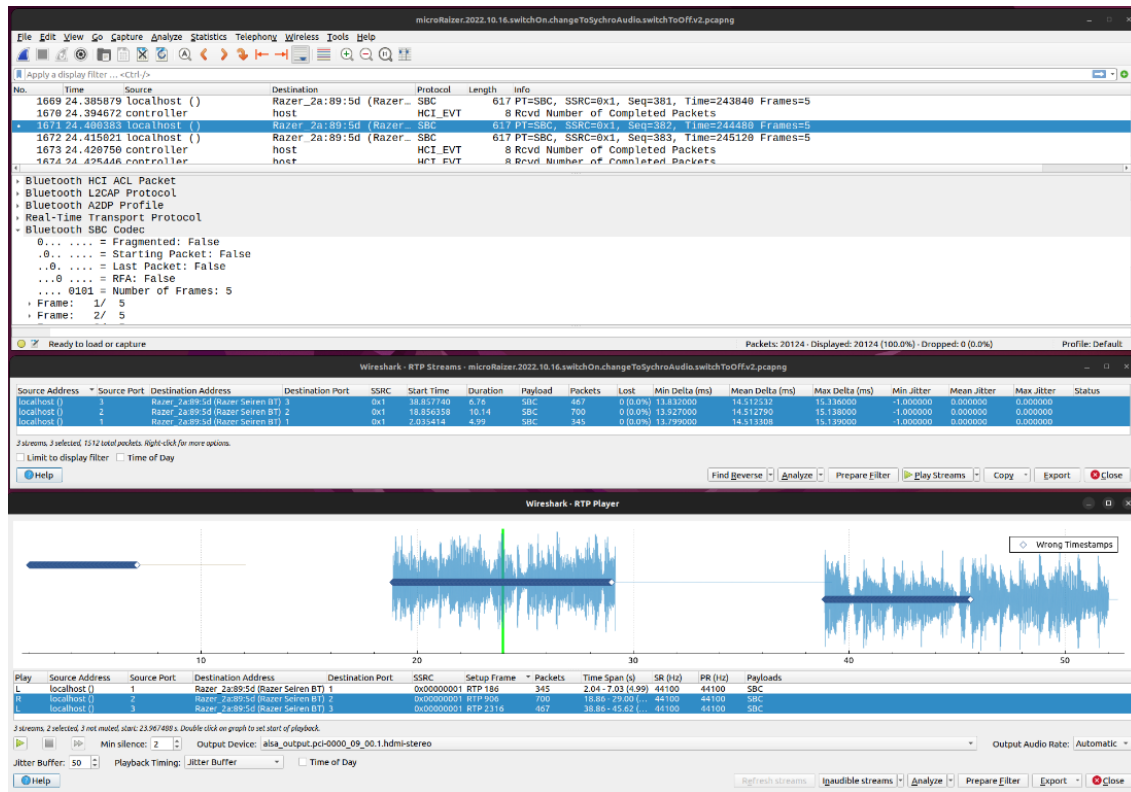 microRaizer.2022.10.16.switchOn.changeToSychroAudio.switchToOff.v2.pcapng
File Edit View Go Capture Analyze Statistics Telephony Wireless Tools Help
Apply a display filter ... <Ctrl-/>
No. Time Source Destination Protocol Length Info
1669 24.385879 localhost () Razer_2a:89:5d (Razer_… SBC 617 PT=SBC, SSRC=0x1, Seq=381, Time=243840 Frames=5
1670 24.394672 controller host HCI_EVT 8 Rcvd Number of Completed Packets
1671 24.400383 localhost () Razer_2a:89:5d (Razer_… SBC 617 PT=SBC, SSRC=0x1, Seq=382, Time=244480 Frames=5
1672 24.415021 localhost () Razer_2a:89:5d (Razer_… SBC 617 PT=SBC, SSRC=0x1, Seq=383, Time=245120 Frames=5
1673 24.420750 controller host HCI_EVT 8 Rcvd Number of Completed Packets
1674 24.425446 controller host HCI_EVT 8 Rcvd Number of Completed Packets
Bluetooth HCI ACL Packet
Bluetooth L2CAP Protocol
Bluetooth A2DP Profile
Real-Time Transport Protocol
Bluetooth SBC Codec
0... .... = Fragmented: False
.0.. .... = Starting Packet: False
..0. .... = Last Packet: False
...0 .... = RFA: False
.... 0101 = Number of Frames: 5
Frame: 1/ 5
Frame: 2/ 5
Ready to load or capture Packets: 20124 · Displayed: 20124 (100.0%) · Dropped: 0 (0.0%) Profile: Default
Wireshark - RTP Streams - microRaizer.2022.10.16.switchOn.changeToSychroAudio.switchToOff.v2.pcapng
Source Address Source Port Destination Address Destination Port SSRC Start Time Duration Payload Packets Lost Min Delta (ms) Mean Delta (ms) Max Delta (ms) Min Jitter Mean Jitter Max Jitter Status
localhost () 3 Razer_2a:89:5d (Razer Seiren BT) 3 0x1 38.857740 6.76 SBC 467 0 (0.0%) 13.832000 14.512532 15.336000 -1.000000 0.000000 0.000000
localhost () 2 Razer_2a:89:5d (Razer Seiren BT) 2 0x1 18.856358 10.14 SBC 700 0 (0.0%) 13.927000 14.512790 15.138000 -1.000000 0.000000 0.000000
localhost () 1 Razer_2a:89:5d (Razer Seiren BT) 1 0x1 2.035414 4.99 SBC 345 0 (0.0%) 13.799000 14.513308 15.139000 -1.000000 0.000000 0.000000
3 streams, 3 selected, 1512 total packets. Right-click for more options.
Limit to display filter Time of Day
Help Find Reverse Analyze Prepare Filter Play Streams Copy Export Close
Wireshark - RTP Player
Wrong Timestamps
10 20 30 40 50
Play Source Address Source Port Destination Address Destination Port SSRC Setup Frame Packets Time Span (s) SR (Hz) PR (Hz) Payloads
L localhost () 1 Razer_2a:89:5d (Razer Seiren BT) 1 0x00000001 RTP 186 345 2.04 - 7.03 (4.99) 44100 44100 SBC
R localhost () 2 Razer_2a:89:5d (Razer Seiren BT) 2 0x00000001 RTP 906 700 18.86 - 29.00 (… 44100 44100 SBC
L localhost () 3 Razer_2a:89:5d (Razer Seiren BT) 3 0x00000001 RTP 2316 467 38.86 - 45.62 (… 44100 44100 SBC
3 streams, 2 selected, 3 not muted, start: 23.967488 s. Double click on graph to set start of playback.
Min silence: 2 Output Device: alsa_output.pci-0000_09_00.1.hdmi-stereo Output Audio Rate: Automatic
Jitter Buffer: 50 Playback Timing: Jitter Buffer Time of Day
Help Refresh streams Inaudible streams Analyze Prepare Filter Export Close